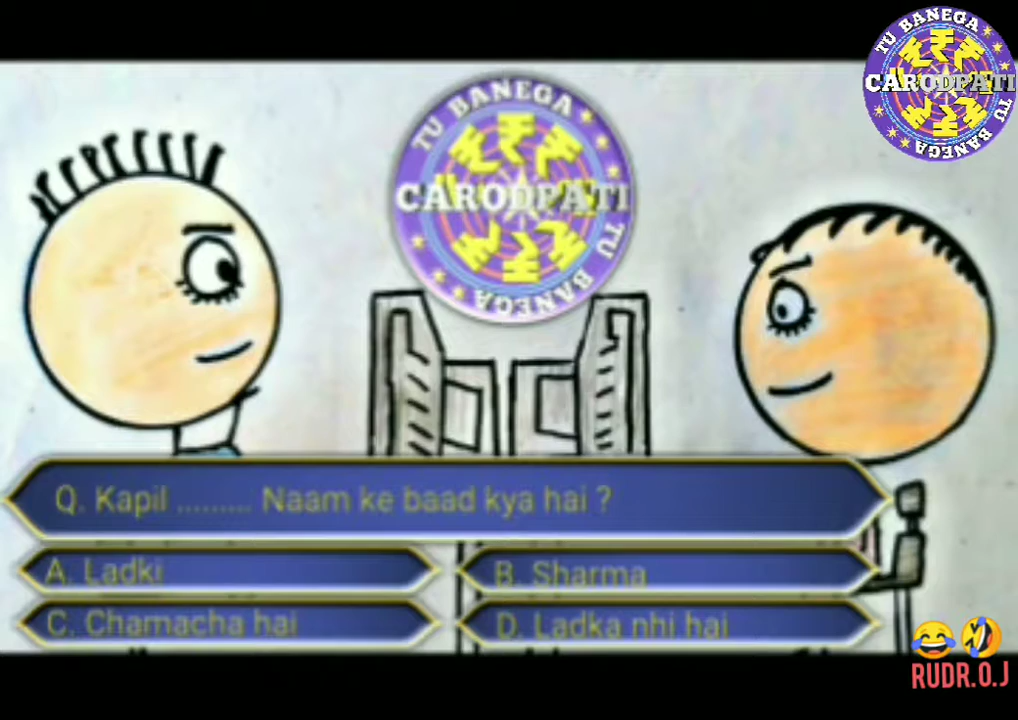 TU BANEGA
CARODPATI
TU BANEGA
TU BANEGA
CARODPATI
TU BANEGA
Q. Kapil ......... Naam ke baad kya hai ?
A. Ladki
B. Sharma
C. Chamacha hai
D. Ladka nhi hai
RUDR.O.J